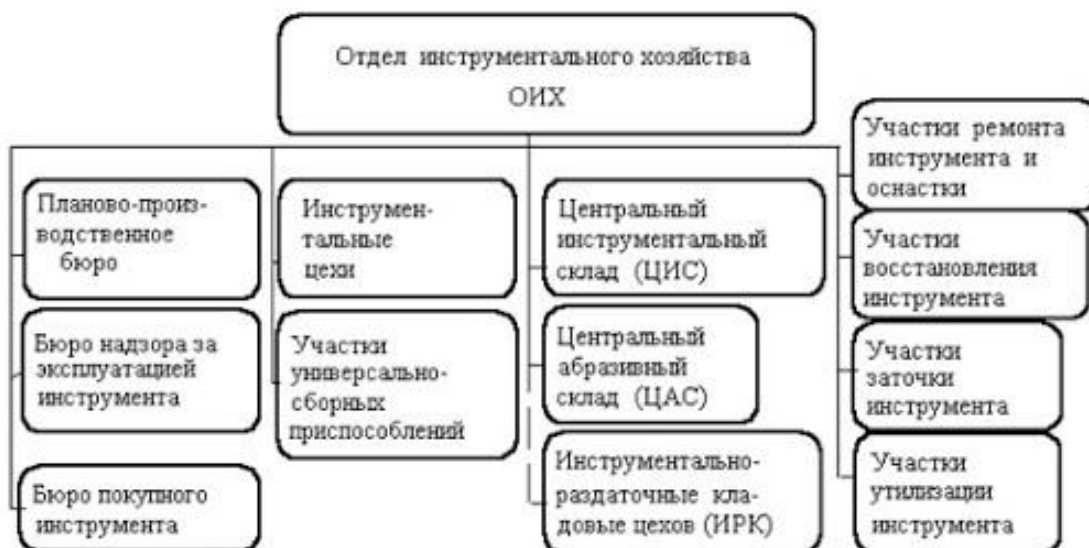 Отдел инструментального хозяйства
ОИХ
Планово-произ-
водственное
бюро
Бюро надзора за
эксплуатацией
инструмента
Бюро покупного
инструмента
Инструмен-
тальные
цехи
Участки
универсально-
сборных
приспособлений
Центральный
инструментальный
склад (ЦИС)
Центральный
абразивный
склад (ЦАС)
Инструментально-
раздаточные кла-
довые цехов (ИРК)
Участки ремонта
инструмента и
оснастки
Участки
восстановления
инструмента
Участки
заточки
инструмента
Участки
утилизации
инструмента